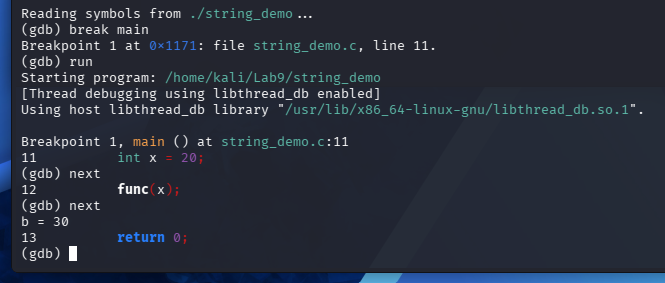 Reading symbols from ./string_demo...
(gdb) break main
Breakpoint 1 at 0×1171: file string_demo.c, line 11.
(gdb) run
Starting program: /home/kali/Lab9/string_demo
[Thread debugging using libthread_db enabled]
Using host libthread_db library "/usr/lib/x86_64-linux-gnu/libthread_db.so.1".
Breakpoint 1, main () at string_demo.c:11
11 int x = 20;
(gdb) next
12 func(x);
(gdb) next
b = 30
13 return 0;
(gdb)